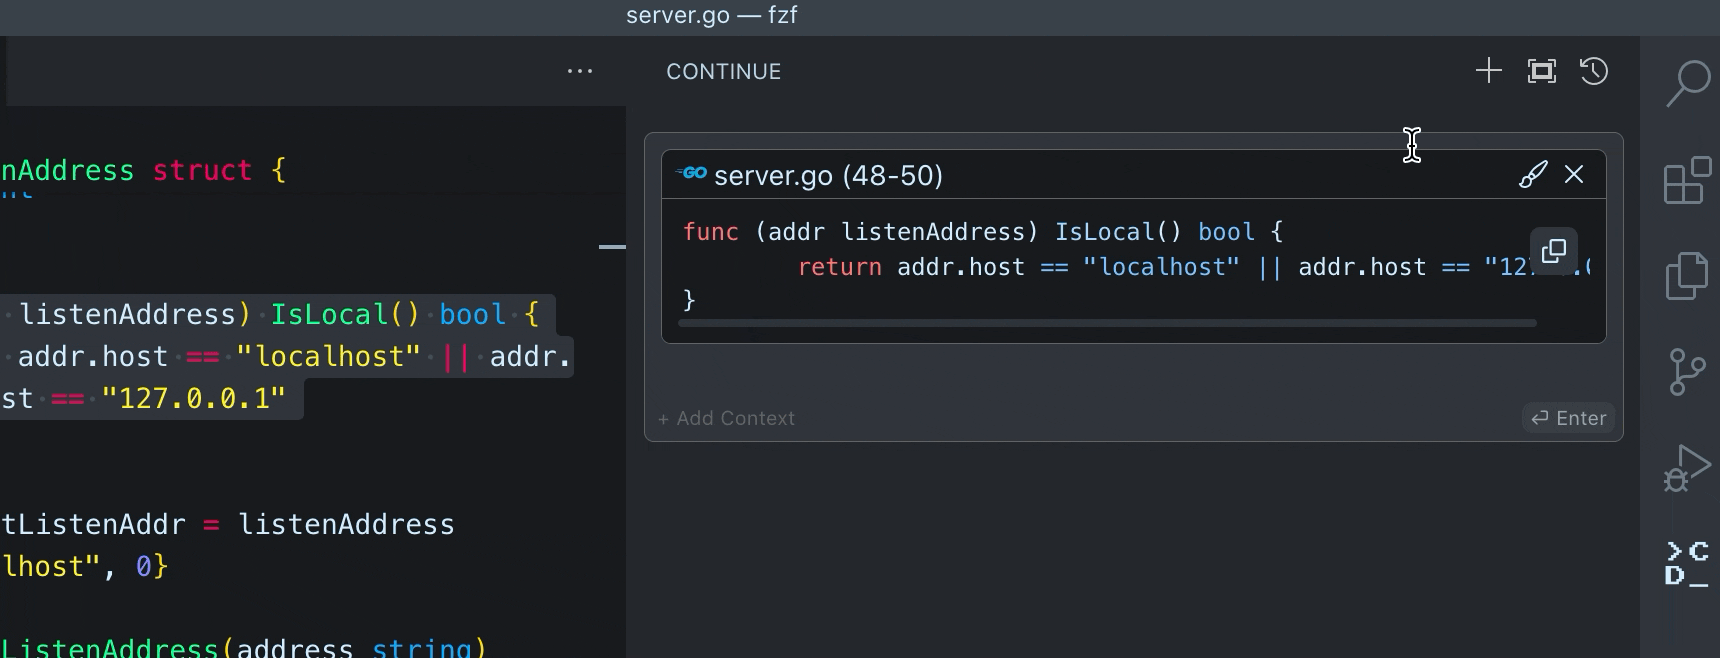 server.go — fzf
CONTINUE
nAddress struct {
listenAddress) IsLocal() bool {
addr.host == "localhost" || addr.
st == "127.0.0.1"
tListenAddr = listenAddress
lhost", 0}
ListenAddress(address string)
GO server.go (48-50)
func (addr listenAddress) IsLocal() bool {
return addr.host == "localhost" || addr.host == "12
}
+ Add Context
Enter
>C
D_